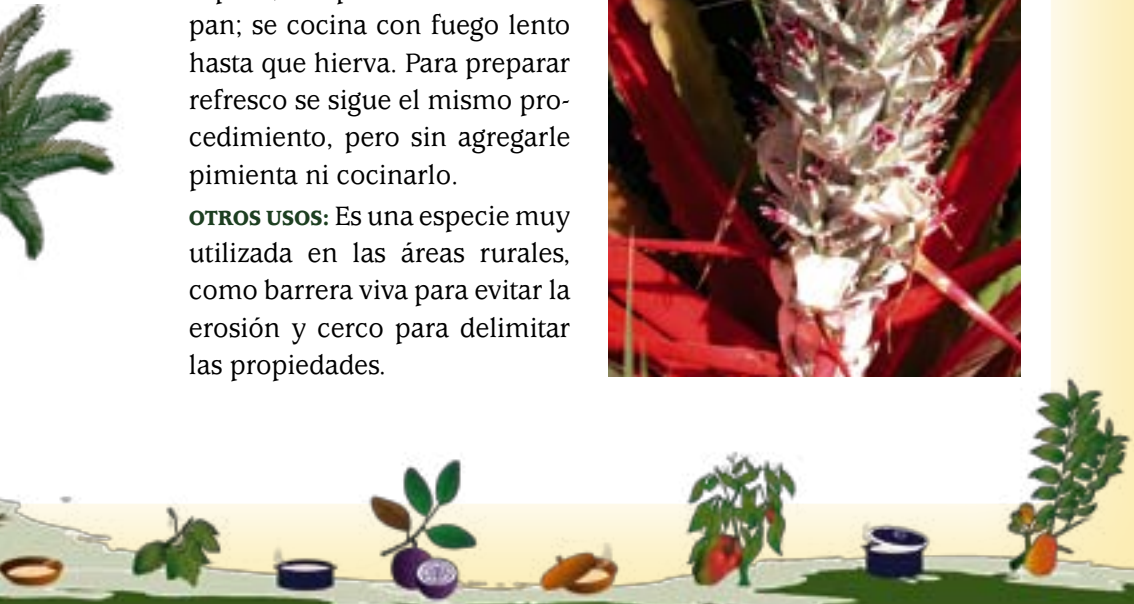 pan; se cocina con fuego lento
hasta que hierva. Para preparar
refresco se sigue el mismo pro-
cedimiento, pero sin agregarle
pimienta ni cocinarlo.
OTROS USOS: Es una especie muy
utilizada en las áreas rurales,
como barrera viva para evitar la
erosión y cerco para delimitar
las propiedades.